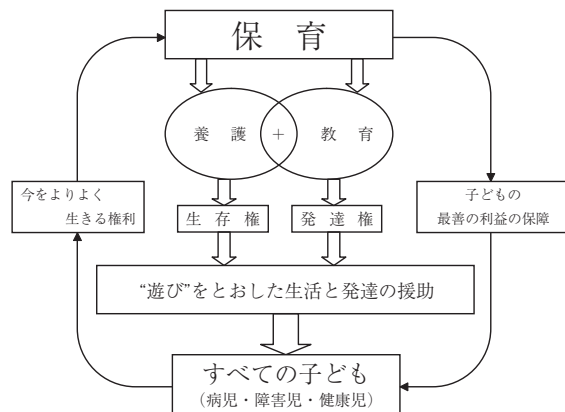 保 育
養 護 + 教 育
今をよりよく
生きる権利
生 存 権
発 達 権
子どもの
最善の利益の保障
“遊び”をとおした生活と発達の援助
すべての子ども
(病児・障害児・健康児)